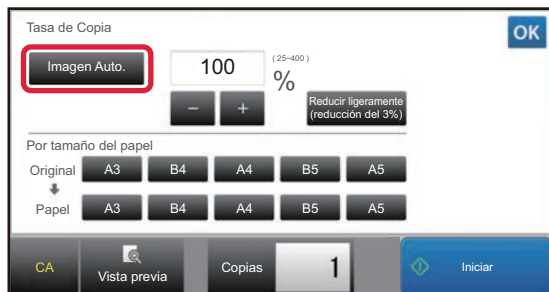 Tasa de Copia
OK
Imagen Auto.
100
(25~400)
%
－
＋
Reducir ligeramente
(reducción del 3%)
Por tamaño del papel
Original A3 B4 A4 B5 A5
Papel A3 B4 A4 B5 A5
CA
Vista previa
Copias
1
Iniciar